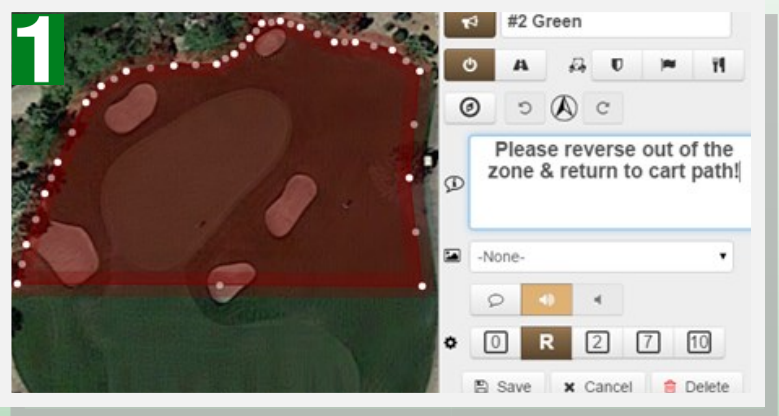 1
#2 Green
Please reverse out of the
zone & return to cart path!
-None-
0 R 2 7 10
Save Cancel Delete